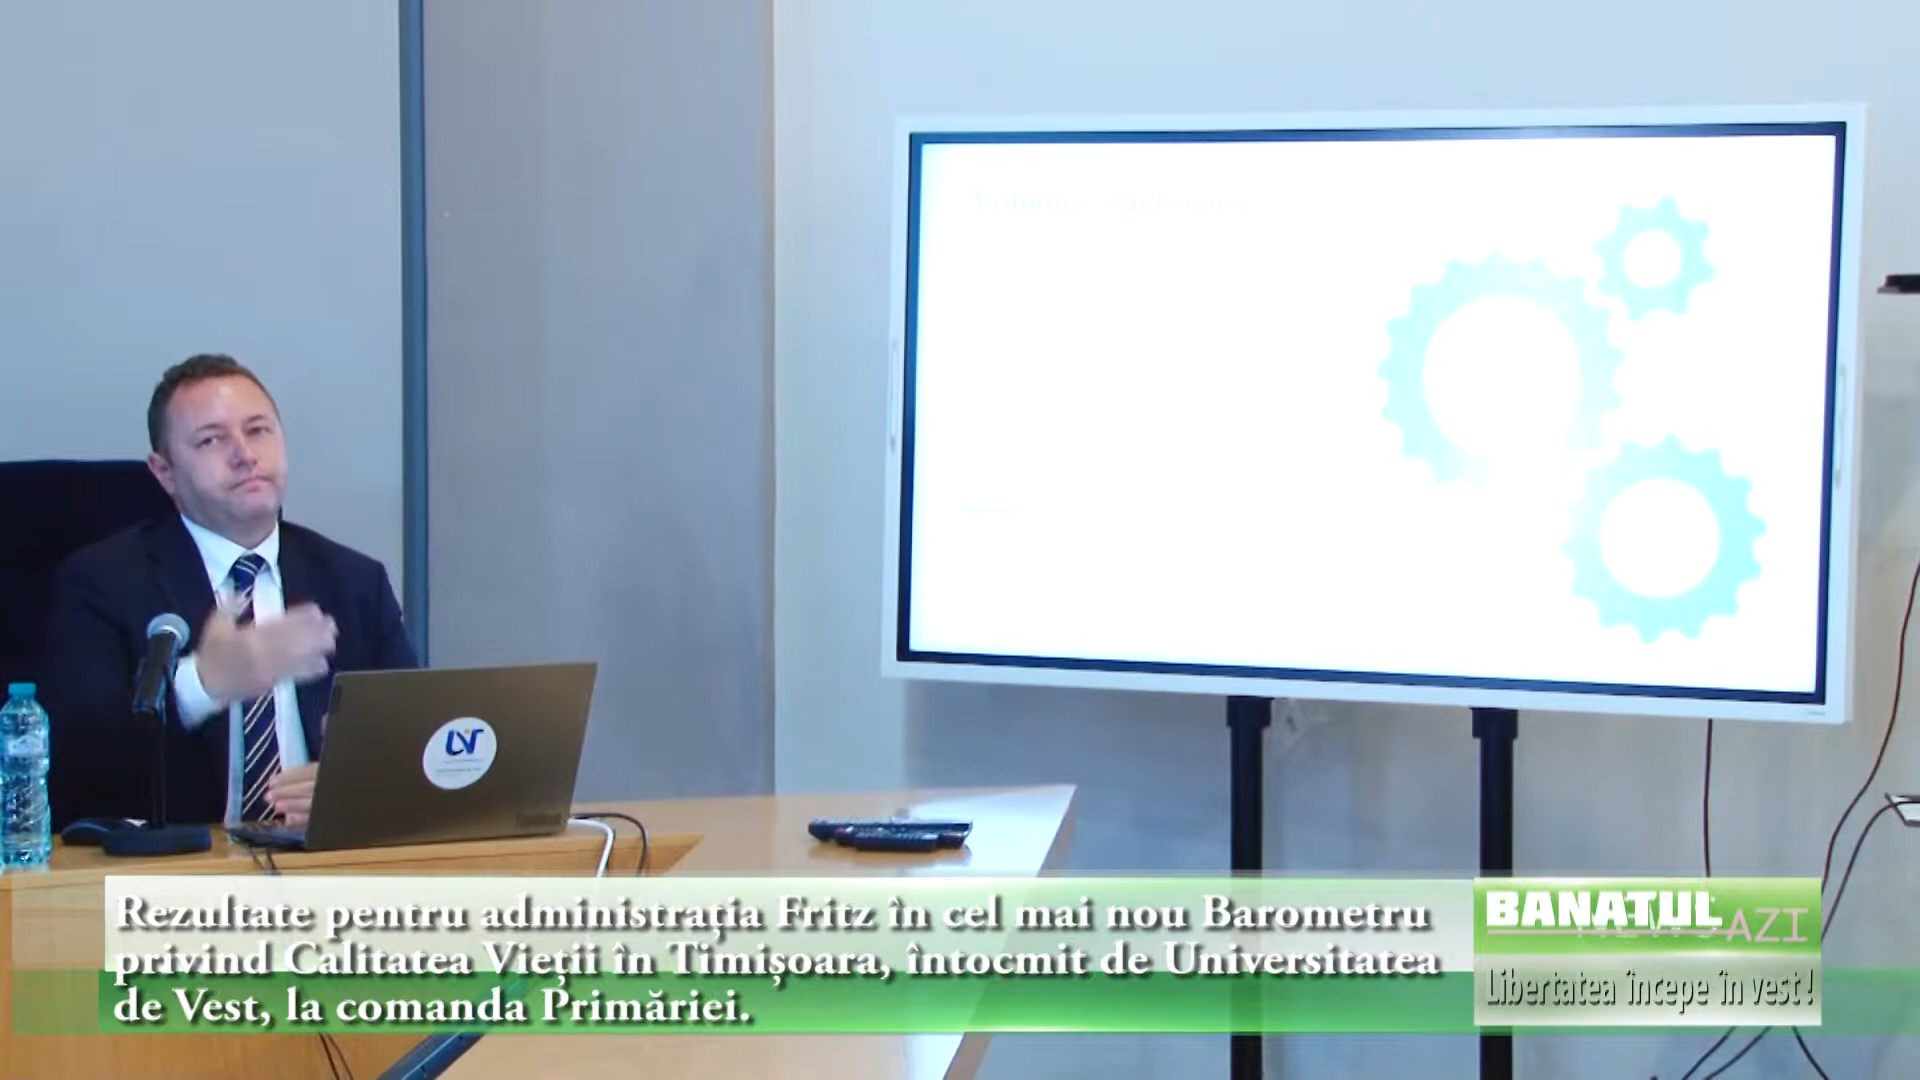 UVT
Rezultate pentru administrația Fritz în cel mai nou Barometru
privind Calitatea Vieții în Timișoara, întocmit de Universitatea
de Vest, la comanda Primăriei.
BANATUL
AZI
Libertatea începe în vest!